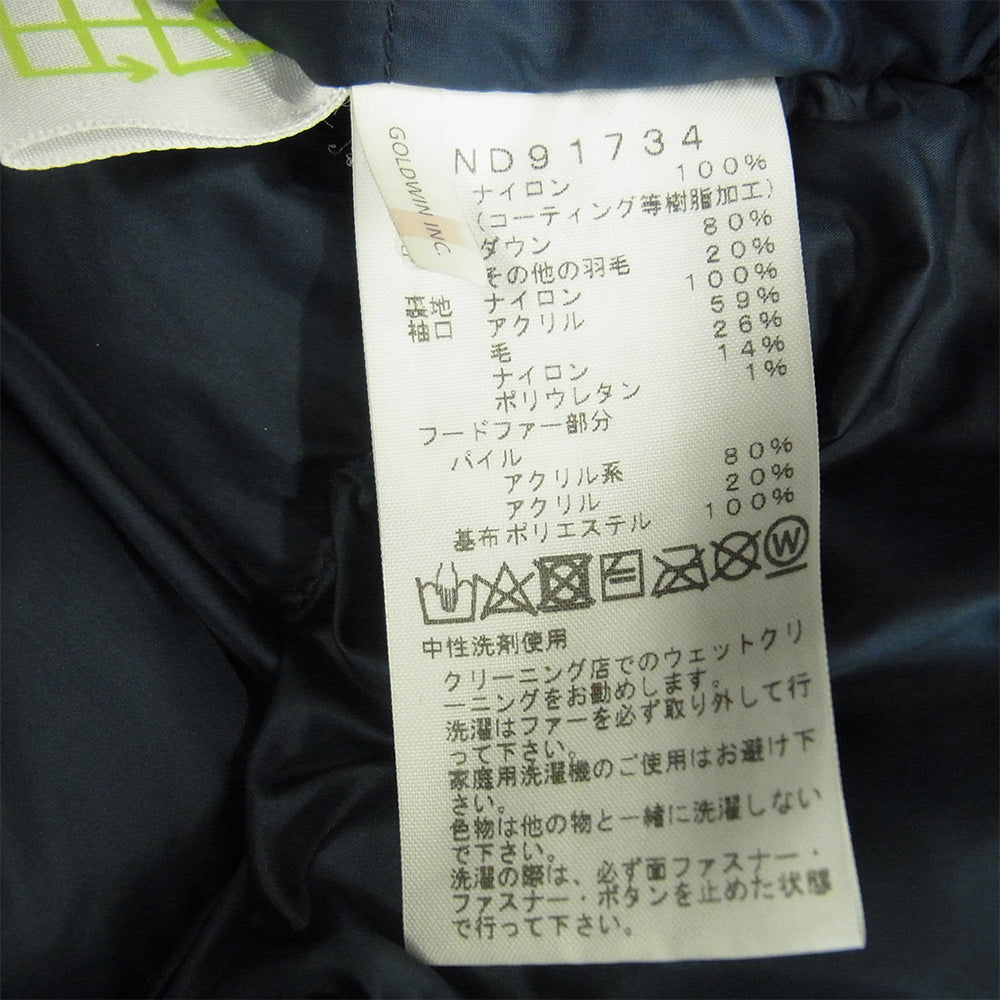 GOLDWIN INC.
ND91734
ナイロン 100%
(コーティング等樹脂加工)
ダウン 80%
その他の羽毛 20%
裏地 ナイロン 100%
袖口 アクリル 59%
毛 26%
ナイロン 14%
ポリウレタン 1%
フードファー部分
パイル
アクリル系 80%
アクリル 20%
基布ポリエステル 100%
W
中性洗剤使用
クリーニング店でのウェットクリ
ーニングをお勧めします。
洗濯はファーを必ず取り外して行
って下さい。
家庭用洗濯機のご使用はお避け下
さい。
色物は他の物と一緒に洗濯しない
で下さい。
洗濯の際は、必ず面ファスナー・
ファスナー・ボタンを止めた状態
で行って下さい。